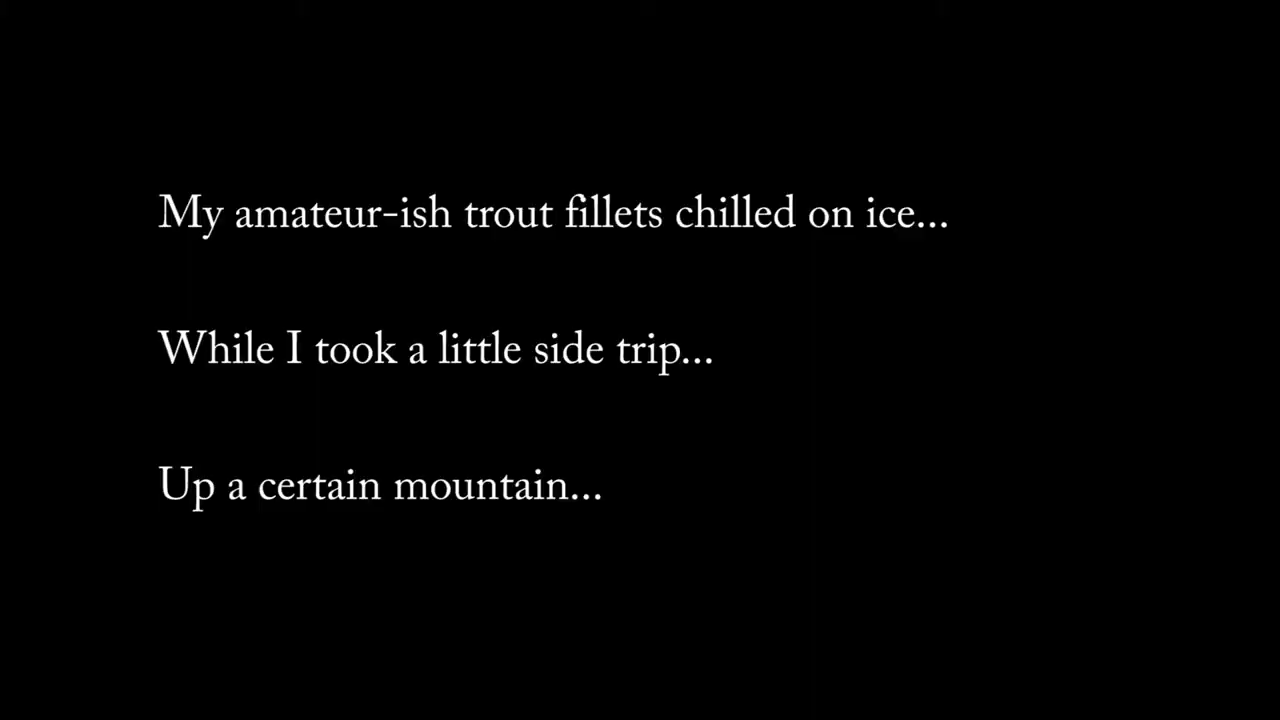 My amateur-ish trout fillets chilled on ice...
While I took a little side trip...
Up a certain mountain...